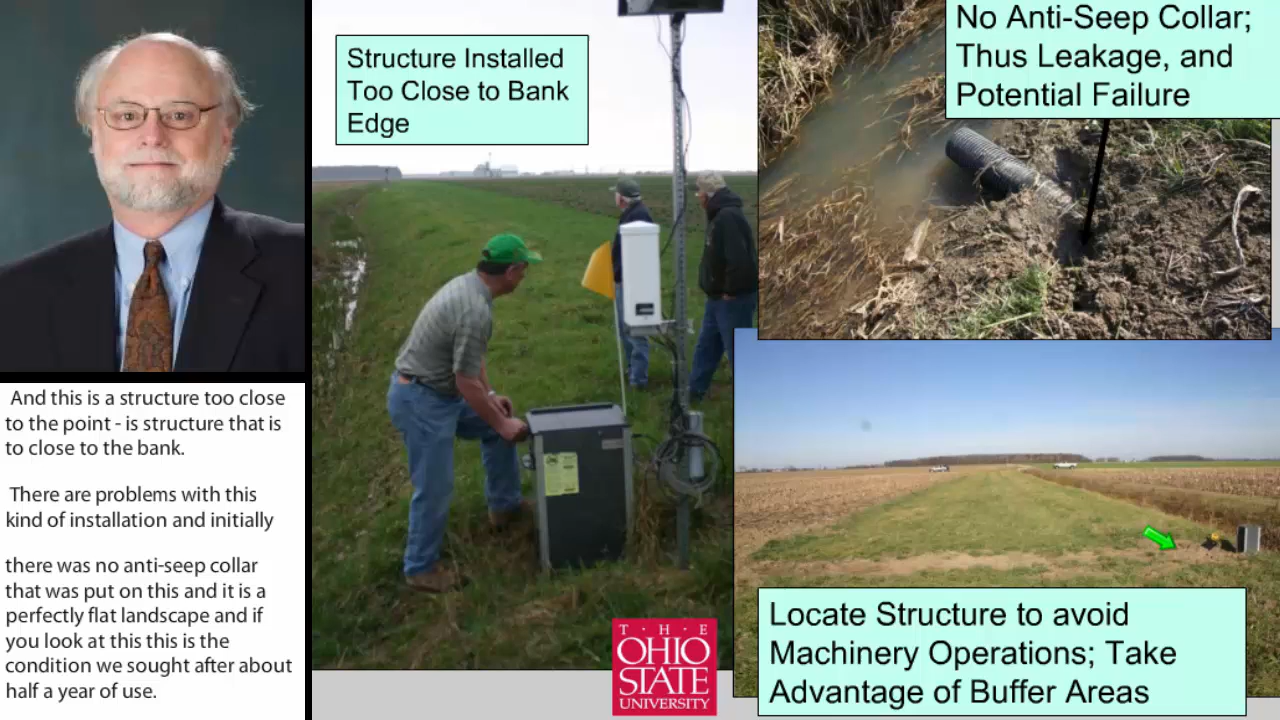 Structure Installed
Too Close to Bank
Edge
No Anti-Seep Collar;
Thus Leakage, and
Potential Failure
And this is a structure too close
to the point - is structure that is
to close to the bank.
There are problems with this
kind of installation and initially
there was no anti-seep collar
that was put on this and it is a
perfectly flat landscape and if
you look at this this is the
condition we sought after about
half a year of use.
Locate Structure to avoid
Machinery Operations; Take
Advantage of Buffer Areas
T·H·E
OHIO
STATE
UNIVERSITY